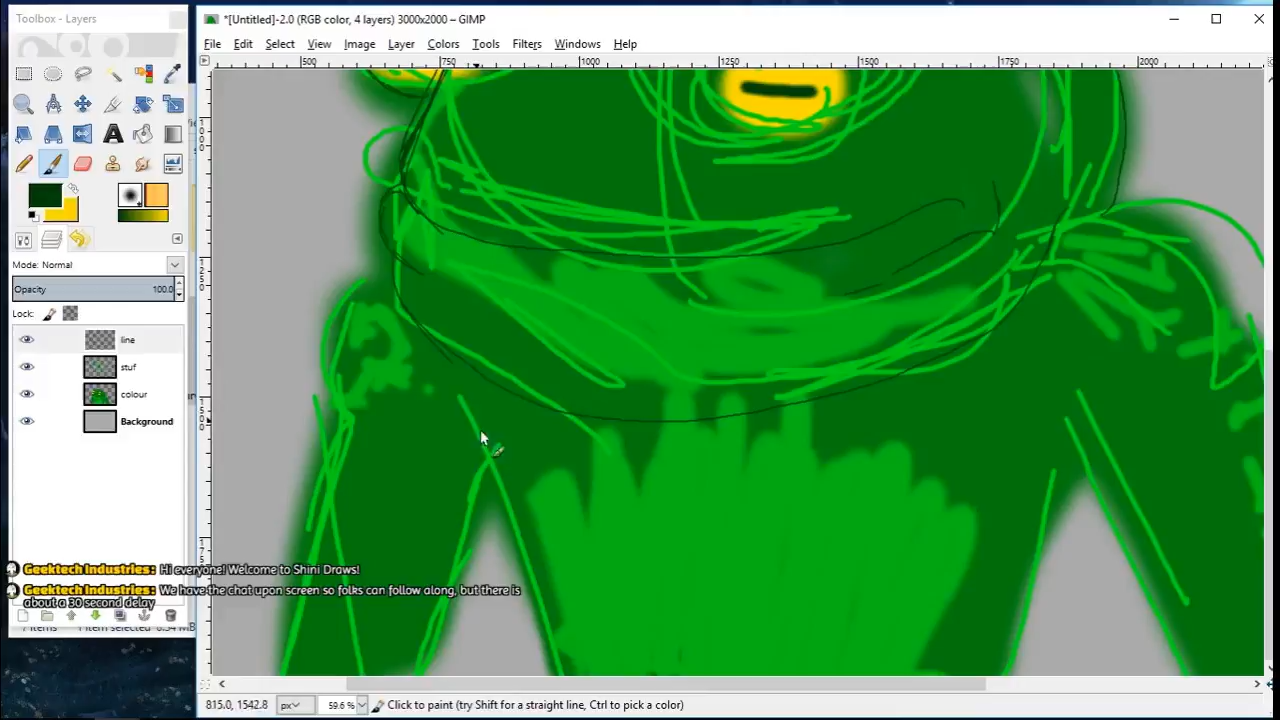 Toolbox - Layers
*[Untitled]-2.0 (RGB color, 4 layers) 3000x2000 – GIMP
File Edit Select View Image Layer Colors Tools Filters Windows Help
500 750 1000 1250 1500 1750 2000
Mode: Normal
Opacity 100.0
Lock:
line
stuf
colour
Background
Geektech Industries: Hi everyone! Welcome to Shini Draws!
Geektech Industries: We have the chat upon screen so folks can follow along, but there is
about a 30 second delay
815.0, 1542.8 px 59.6 % Click to paint (try Shift for a straight line, Ctrl to pick a color)